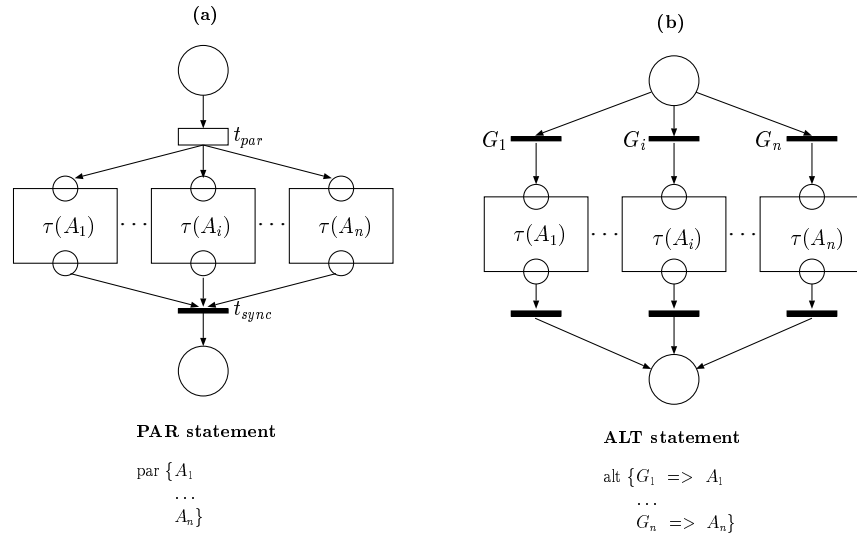 (a)
t_par
τ(A_1) ··· τ(A_i) ··· τ(A_n)
t_sync
PAR statement
par {A_1
...
A_n}
(b)
G_1 G_i G_n
τ(A_1) ··· τ(A_i) ··· τ(A_n)
ALT statement
alt {G_1 => A_1
...
G_n => A_n}